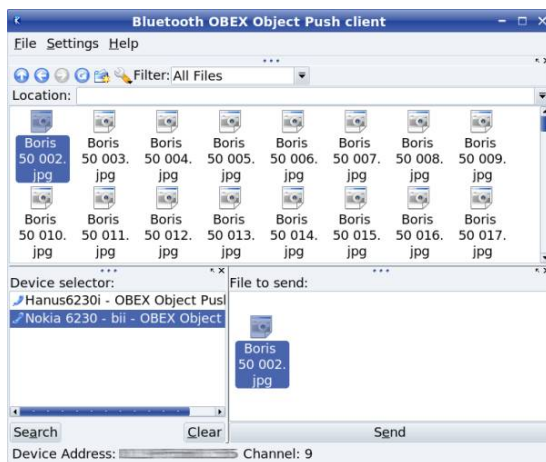 Bluetooth OBEX Object Push client
File Settings Help
Filter: All Files
Location:
Boris 50 002. jpg
Boris 50 003. jpg
Boris 50 004. jpg
Boris 50 005. jpg
Boris 50 006. jpg
Boris 50 007. jpg
Boris 50 008. jpg
Boris 50 009. jpg
Boris 50 010. jpg
Boris 50 011. jpg
Boris 50 012. jpg
Boris 50 013. jpg
Boris 50 014. jpg
Boris 50 015. jpg
Boris 50 016. jpg
Boris 50 017. jpg
Device selector:
Hanus6230i - OBEX Object Pusl
Nokia 6230 - bii - OBEX Object
Search Clear
File to send:
Boris 50 002. jpg
Send
Device Address: Channel: 9